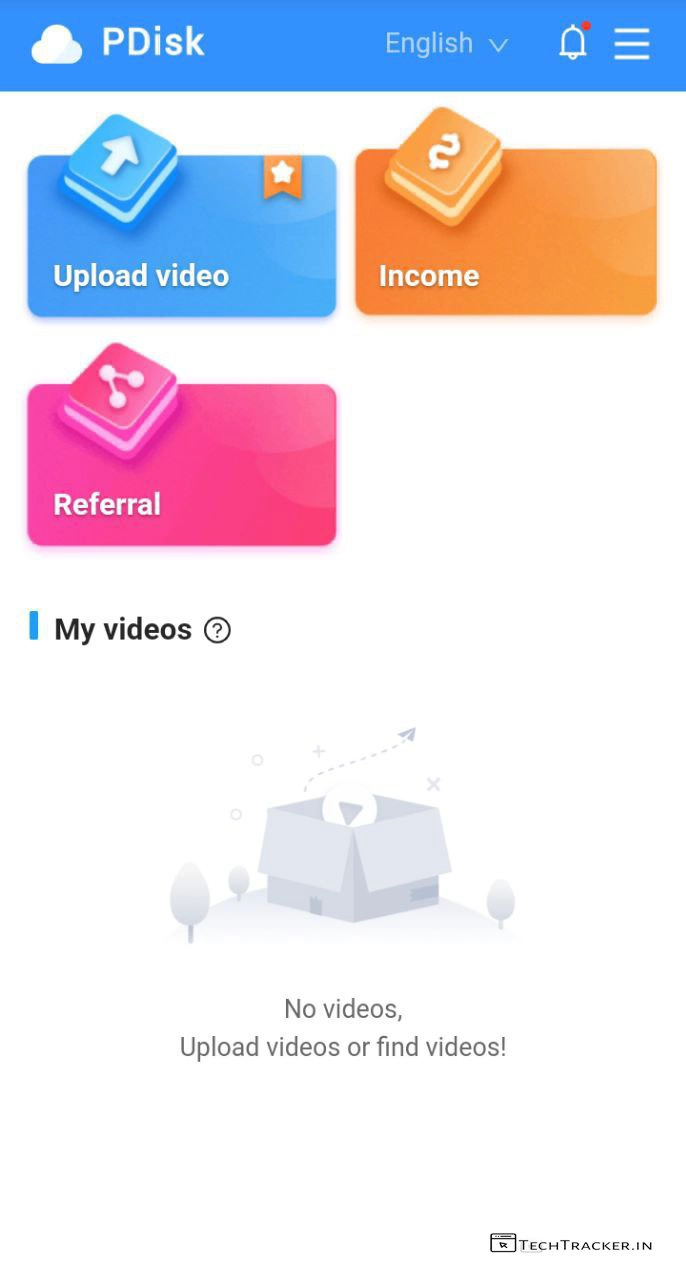 PDisk
English
Upload video
Income
Referral
My videos
No videos,
Upload videos or find videos!
TECHTRACKER.IN